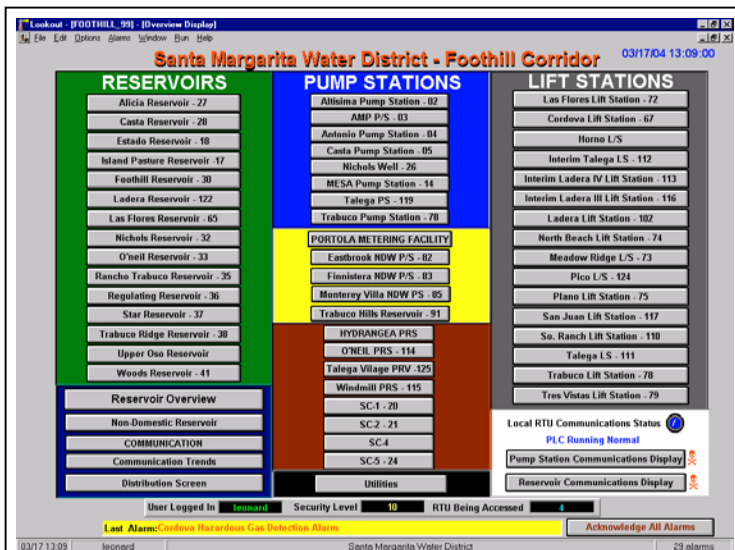 Lookout - [FOOTHILL_99] - [Overview Display]
File Edit Options Alarms Window Run Help
Santa Margarita Water District - Foothill Corridor
03/17/04 13:09:00
RESERVOIRS
Alicia Reservoir - 27
Casta Reservoir - 28
Estado Reservoir - 18
Island Pasture Reservoir -17
Foothill Reservoir - 30
Ladera Reservoir - 122
Las Flores Reservoir - 65
Nichols Reservoir - 32
O'neil Reservoir - 33
Rancho Trabuco Reservoir - 35
Regulating Reservoir - 36
Star Reservoir - 37
Trabuco Ridge Reservoir - 38
Upper Oso Reservoir
Woods Reservoir - 41
Reservoir Overview
Non-Domestic Reservoir
COMMUNICATION
Communication Trends
Distribution Screen
PUMP STATIONS
Altisima Pump Station - 02
AMP P/S - 03
Antonio Pump Station - 04
Casta Pump Station - 05
Nichols Well - 26
MESA Pump Station - 14
Talega PS - 119
Trabuco Pump Station - 78
PORTOLA METERING FACILITY
Eastbrook NDW P/S - 82
Finnistera NDW P/S - 83
Monterey Villa NDW PS - 85
Trabuco Hills Reservoir - 91
HYDRANGEA PRS
O'NEIL PRS - 114
Talega Vilage PRV -125
Windmill PRS - 115
SC-1 - 20
SC-2 - 21
SC-4
SC-5 - 24
Utilities
LIFT STATIONS
Las Flores Lift Station - 72
Cordova Lift Station - 67
Horno L/S
Interim Talega LS - 112
Interim Ladera IV Lift Station - 113
Interim Ladera III Lift Station - 116
Ladera Lift Station - 102
North Beach Lift Station - 74
Meadow Ridge L/S - 73
Pico L/S - 124
Plano Lift Station - 75
San Juan Lift Station - 117
So. Ranch Lift Station - 110
Talega LS - 111
Trabuco Lift Station - 78
Tres Vistas Lift Station - 79
Local RTU Communications Status
PLC Running Normal
Pump Station Communications Display
Reservoir Communications Display
User Logged In leonard Security Level 10 RTU Being Accessed 4
Last Alarm: Cordova Hazardous Gas Detection Alarm
Acknowledge All Alarms
03/17 13:09 leonard Santa Margarita Water District 29 alarms